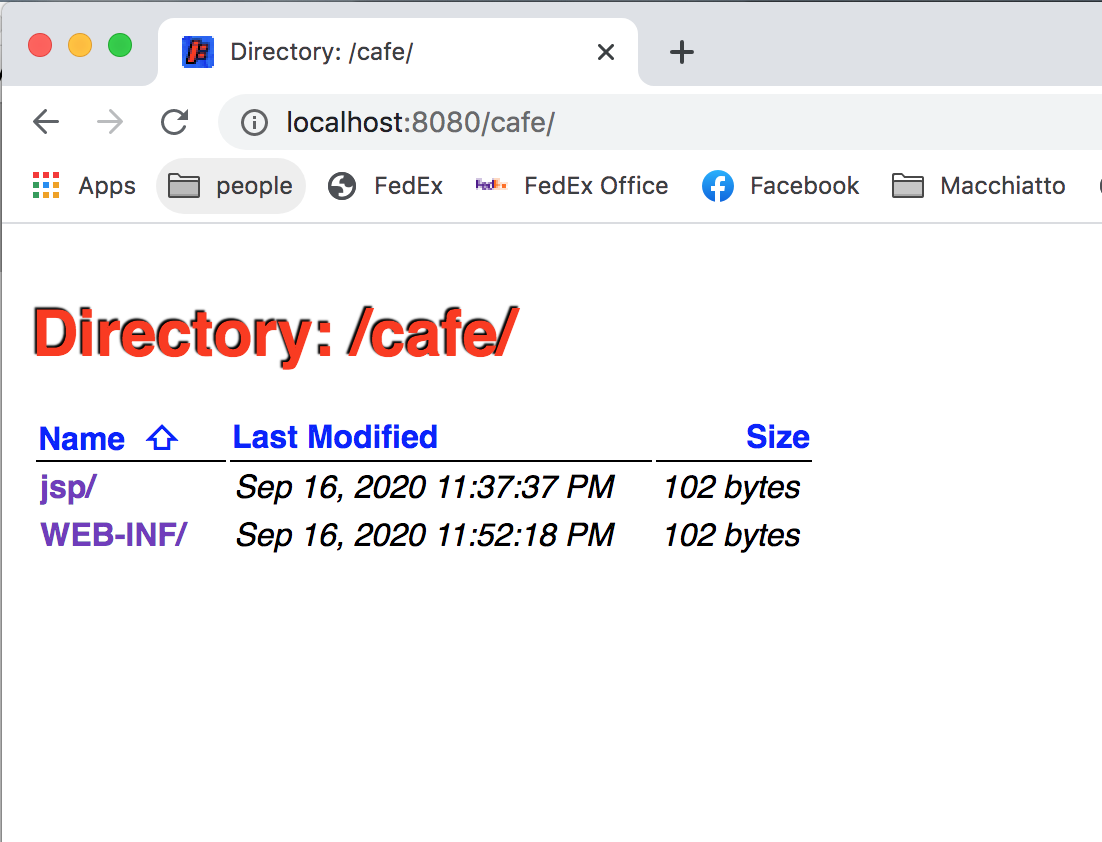 Directory: /cafe/
localhost:8080/cafe/
Apps people FedEx FedEx Office Facebook Macchiato
Directory: /cafe/
Name Last Modified Size
jsp/ Sep 16, 2020 11:37:37 PM 102 bytes
WEB-INF/ Sep 16, 2020 11:52:18 PM 102 bytes